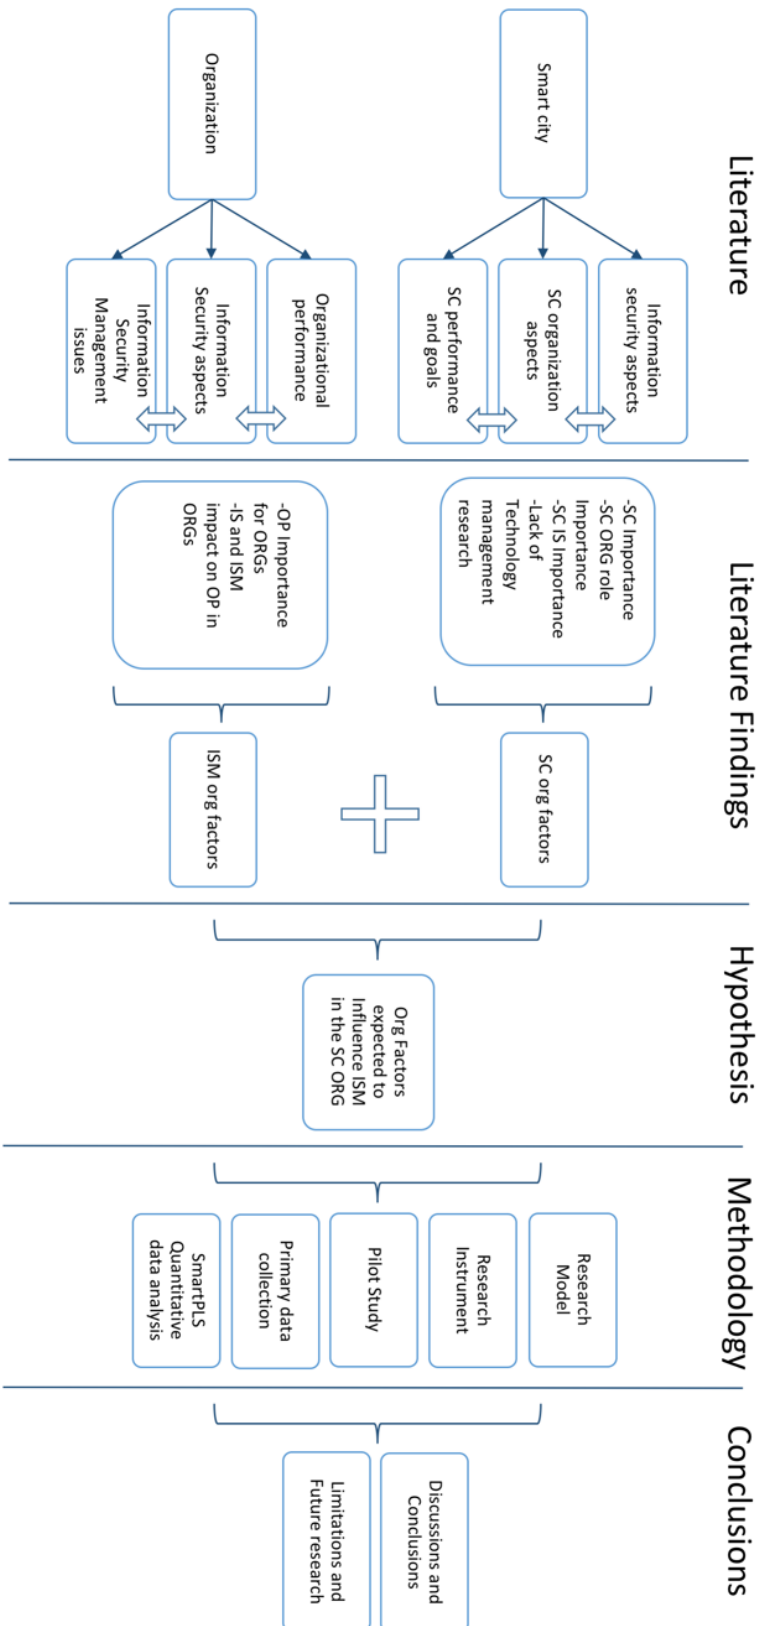 Literature
Smart city
Information
security aspects
SC organization
aspects
SC performance
and goals
Organization
Organizational
performance
Information
Security aspects
Information
Security
Management
issues
Literature Findings
-SC Importance
-SC ORG role
Importance
-SC IS Importance
-Lack of
Technology
management
research
SC org factors
-OP Importance
for ORGs
-IS and ISM
impact on OP in
ORGs
ISM org factors
Hypothesis
Org Factors
expected to
Influence ISM
in the SC ORG
Methodology
Research
Model
Research
Instrument
Pilot Study
Primary data
collection
SmartPLS
Quantitative
data analysis
Conclusions
Discussions and
Conclusions
Limitations and
Future research